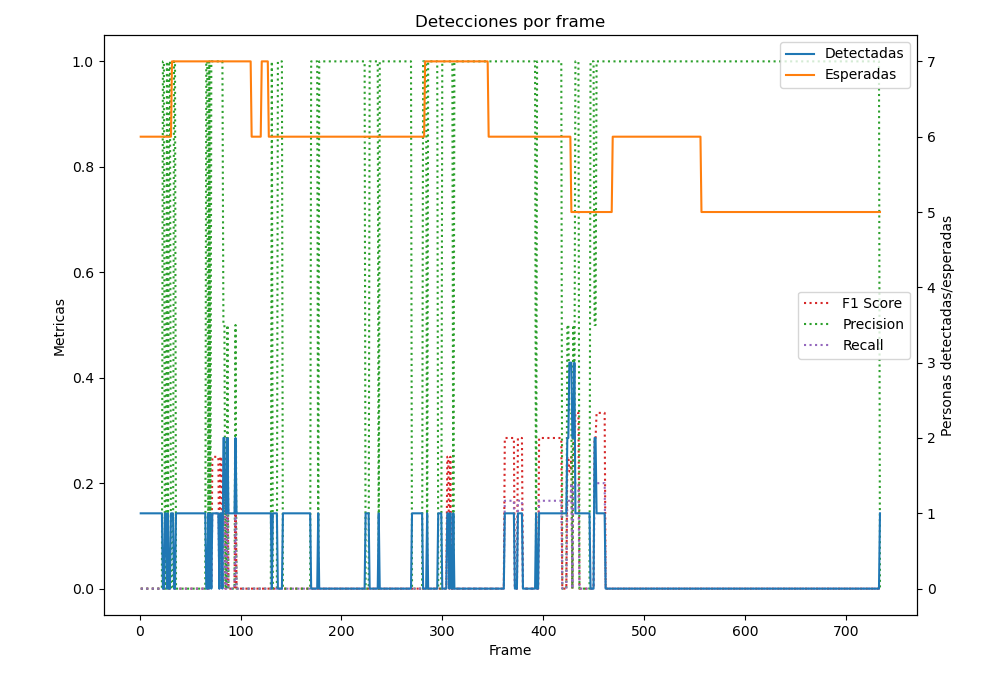 Detecciones por frame
Detectadas
Esperadas
F1 Score
Precision
Recall
Metricas
1.0
0.8
0.6
0.4
0.2
0.0
7
6
5
4
3
2
1
0
Personas detectadas/esperadas
0 100 200 300 400 500 600 700
Frame